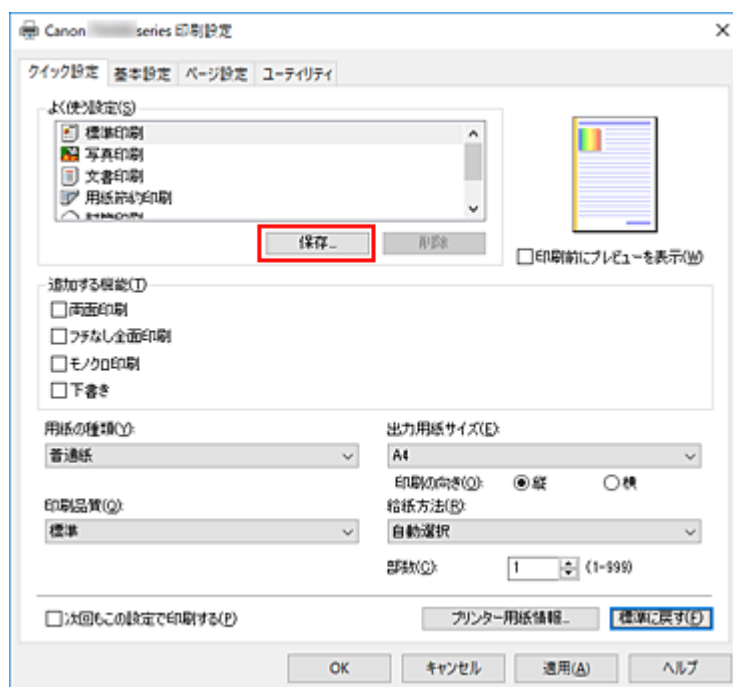 Canon series 印刷設定
クイック設定 基本設定 ページ設定 ユーティリティ
よく使う設定(S)
標準印刷
写真印刷
文書印刷
用紙節約印刷
保存...
削除
印刷前にプレビューを表示(W)
追加する機能(T)
両面印刷
フチなし全面印刷
モノクロ印刷
下書き
用紙の種類(Y):
普通紙
出力用紙サイズ(E):
A4
印刷の向き(O): 縦 横
印刷品質(Q):
標準
給紙方法(R):
自動選択
部数(C): 1 (1-999)
次回もこの設定で印刷する(P)
プリンター用紙情報... 標準に戻す(F)
OK キャンセル 適用(A) ヘルプ